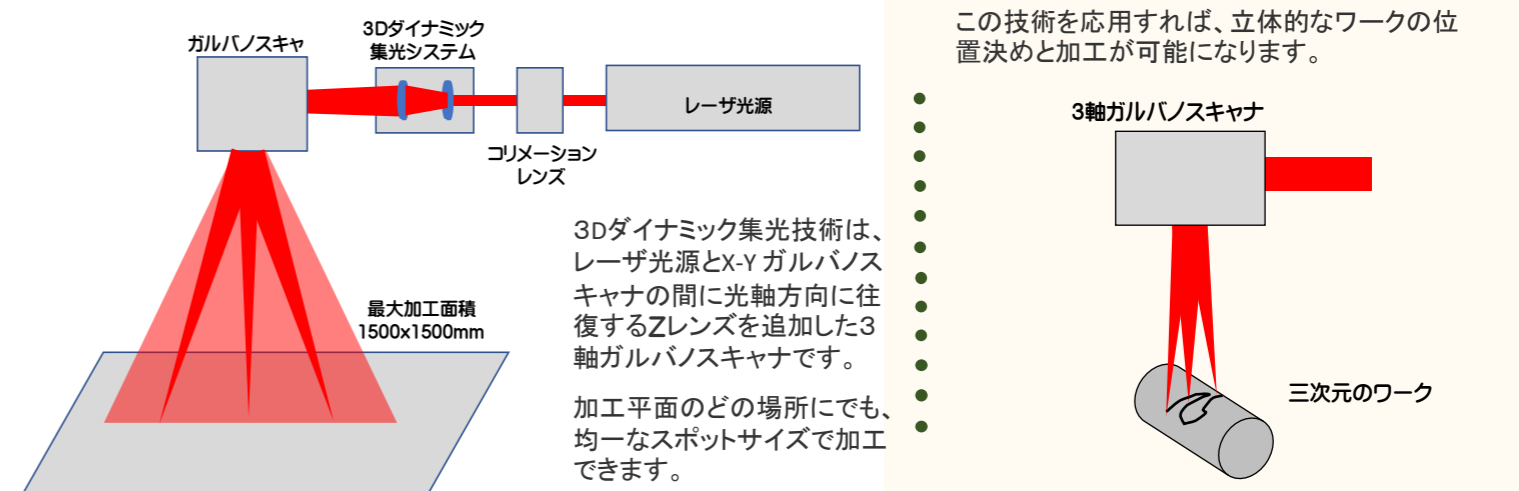 ガルバノスキャ
3Dダイナミック
集光システム
レーザ光源
コリメーション
レンズ
最大加工面積
1500x1500mm
3Dダイナミック集光技術は、
レーザ光源とX-Y ガルバノス
キャナの間に光軸方向に往
復するZレンズを追加した3
軸ガルバノスキャナです。
加工平面のどの場所にでも、
均一なスポットサイズで加工
できます。
この技術を応用すれば、立体的なワークの位
置決めと加工が可能になります。
3軸ガルバノスキャナ
三次元のワーク